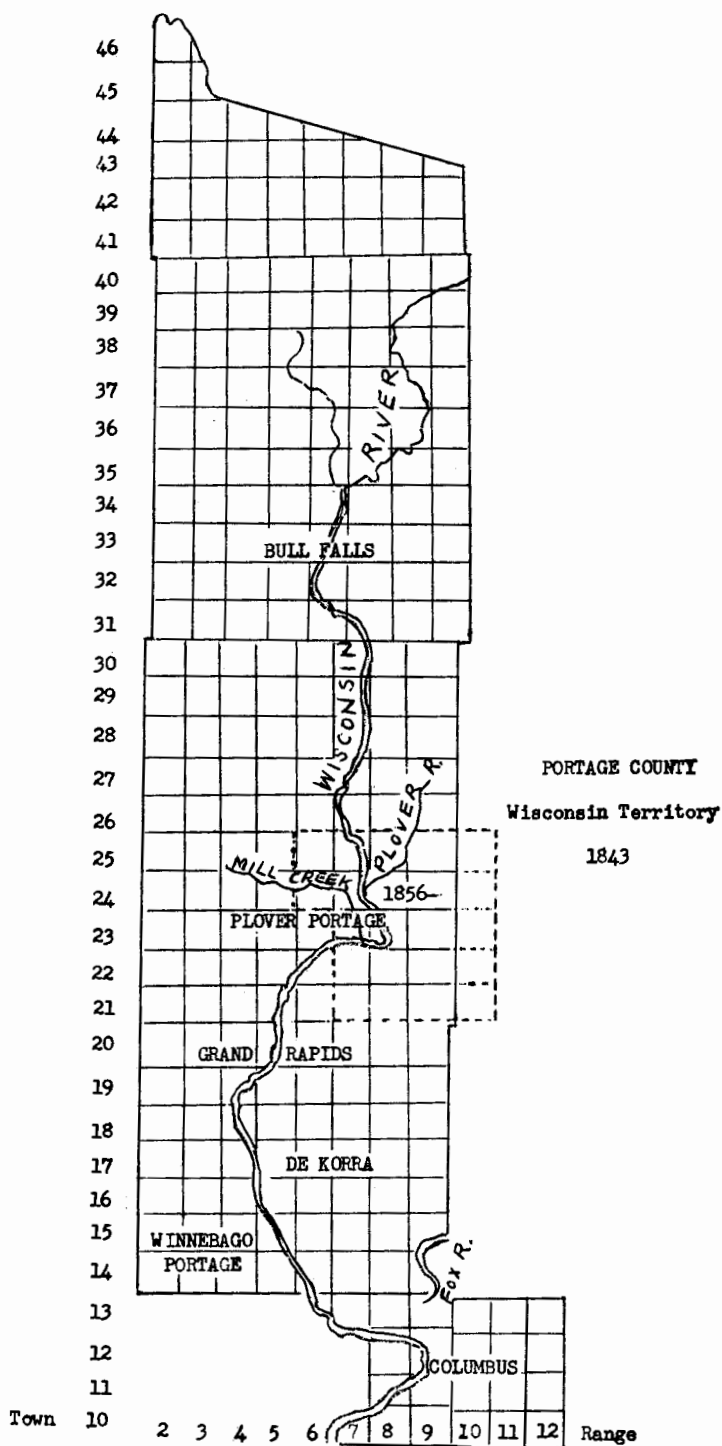 46
45
44
43
42
41
40
39
38
37
36
35
34
33
32
31
30
29
28
27
26
25
24
23
22
21
20
19
18
17
16
15
14
13
12
11
Town 10 2 3 4 5 6 7 8 9 10 11 12 Range
RIVER
BULL FALLS
WISCONSIN
PLOVER R.
MILL CREEK
1856
PLOVER PORTAGE
GRAND RAPIDS
DE KORRA
WINNEBAGO
PORTAGE
FOX R.
COLUMBUS
PORTAGE COUNTY
Wisconsin Territory
1843